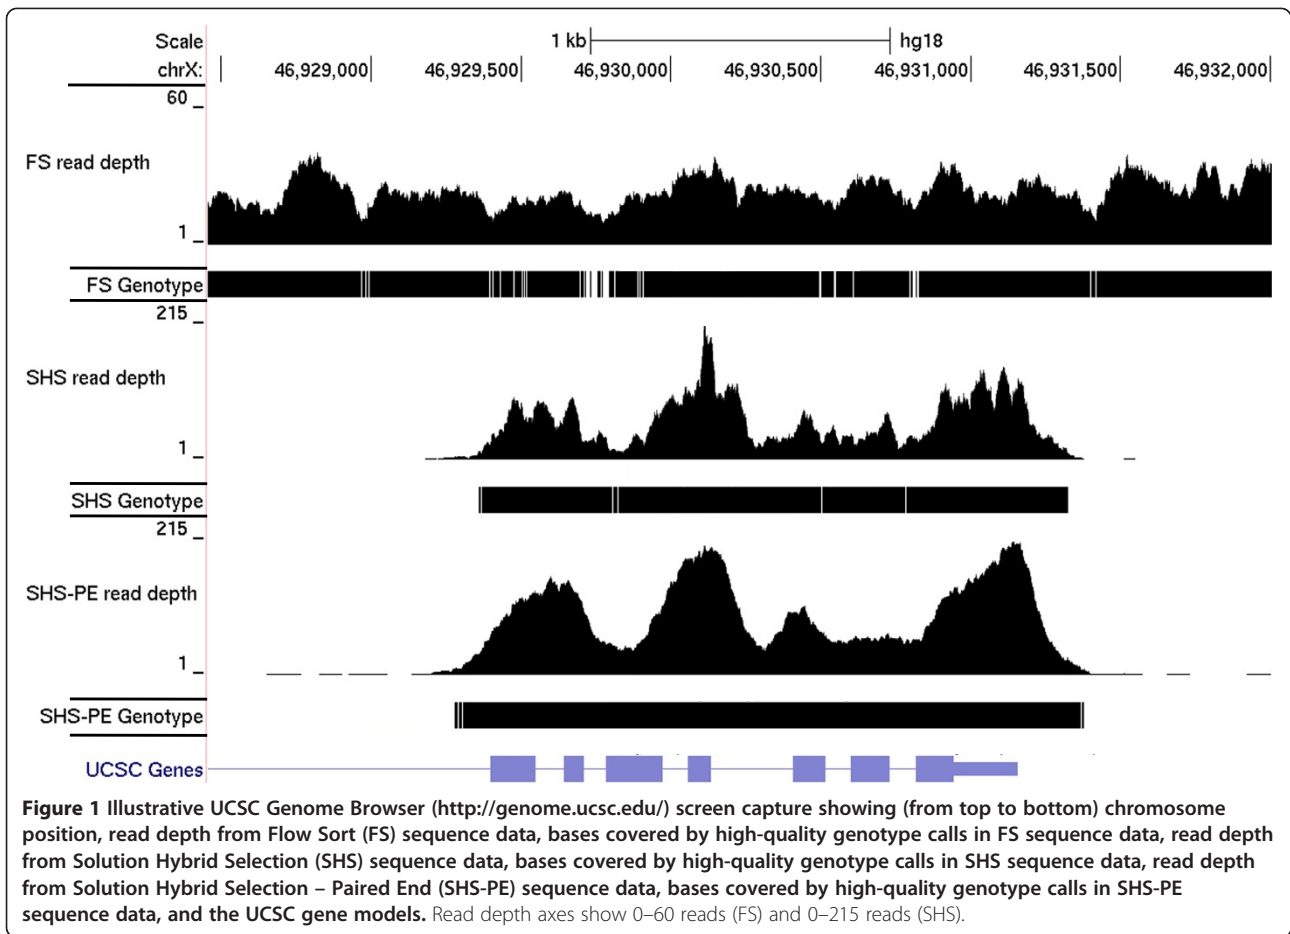 Scale 1 kb hg18
chrX: 46,929,000 46,929,500 46,930,000 46,930,500 46,931,000 46,931,500 46,932,000
60
FS read depth
1
FS Genotype
215
SHS read depth
1
SHS Genotype
215
SHS-PE read depth
1
SHS-PE Genotype
UCSC Genes
Figure 1 Illustrative UCSC Genome Browser (http://genome.ucsc.edu/) screen capture showing (from top to bottom) chromosome
position, read depth from Flow Sort (FS) sequence data, bases covered by high-quality genotype calls in FS sequence data, read depth
from Solution Hybrid Selection (SHS) sequence data, bases covered by high-quality genotype calls in SHS sequence data, read depth
from Solution Hybrid Selection – Paired End (SHS-PE) sequence data, bases covered by high-quality genotype calls in SHS-PE
sequence data, and the UCSC gene models. Read depth axes show 0–60 reads (FS) and 0–215 reads (SHS).